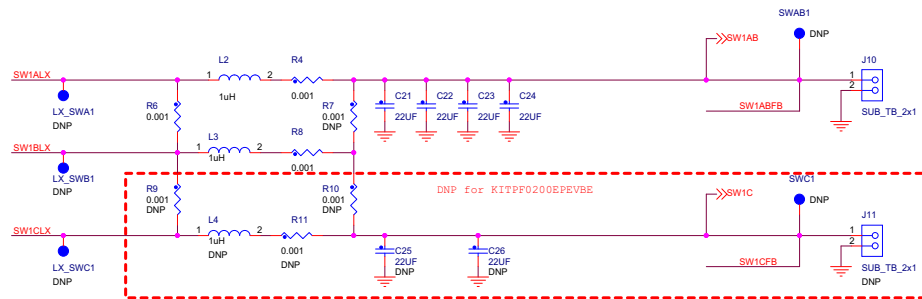 SWAB1
SW1AB
DNP
J10
L2
R4
SW1ALX
1
2
1
2
1uH
0.001
LX_SWA1
DNP
R6
0.001
R7
0.001
DNP
C21
22UF
C22
22UF
C23
22UF
C24
22UF
SW1ABFB
SUB_TB_2x1
L3
R8
SW1BLX
1
2
1uH
0.001
LX_SWB1
DNP
DNP for KITPF0200EPEVBE
R9
0.001
DNP
R10
0.001
DNP
SWC1
SW1C
DNP
J11
L4
R11
SW1CLX
1
2
1
2
1uH
DNP
0.001
DNP
LX_SWC1
DNP
C25
22UF
DNP
C26
22UF
DNP
SW1CFB
SUB_TB_2x1
DNP